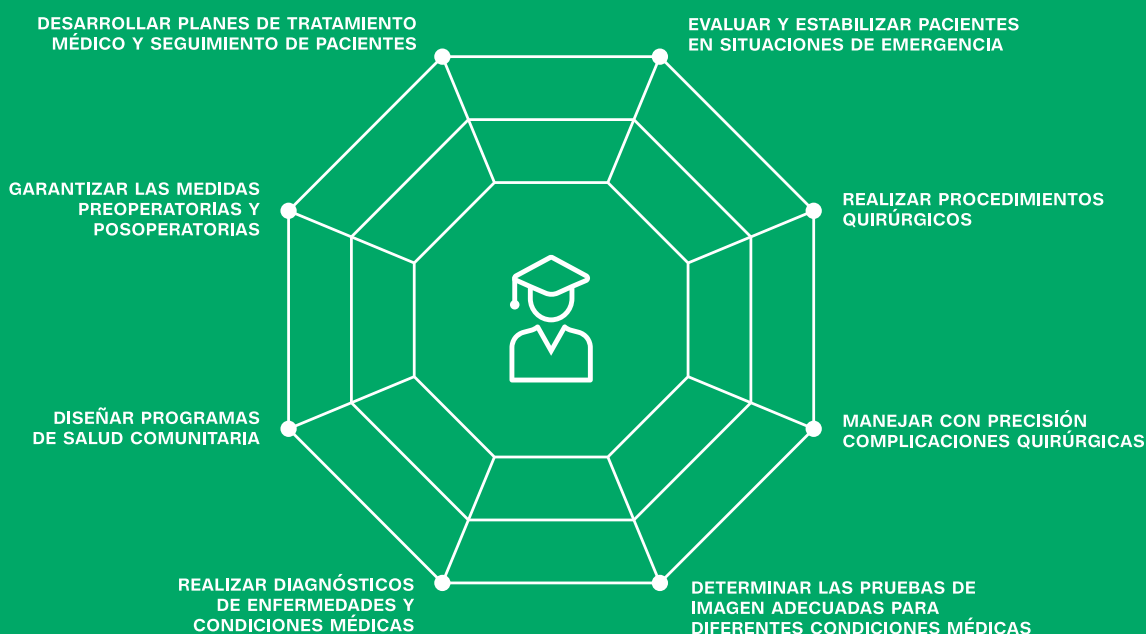 DESARROLLAR PLANES DE TRATAMIENTO
MÉDICO Y SEGUIMIENTO DE PACIENTES
EVALUAR Y ESTABILIZAR PACIENTES
EN SITUACIONES DE EMERGENCIA
GARANTIZAR LAS MEDIDAS
PREOPERATORIAS Y
POSOPERATORIAS
REALIZAR PROCEDIMIENTOS
QUIRÚRGICOS
DISEÑAR PROGRAMAS
DE SALUD COMUNITARIA
MANEJAR CON PRECISIÓN
COMPLICACIONES QUIRÚRGICAS
REALIZAR DIAGNÓSTICOS
DE ENFERMEDADES Y
CONDICIONES MÉDICAS
DETERMINAR LAS PRUEBAS DE
IMAGEN ADECUADAS PARA
DIFERENTES CONDICIONES MÉDICAS